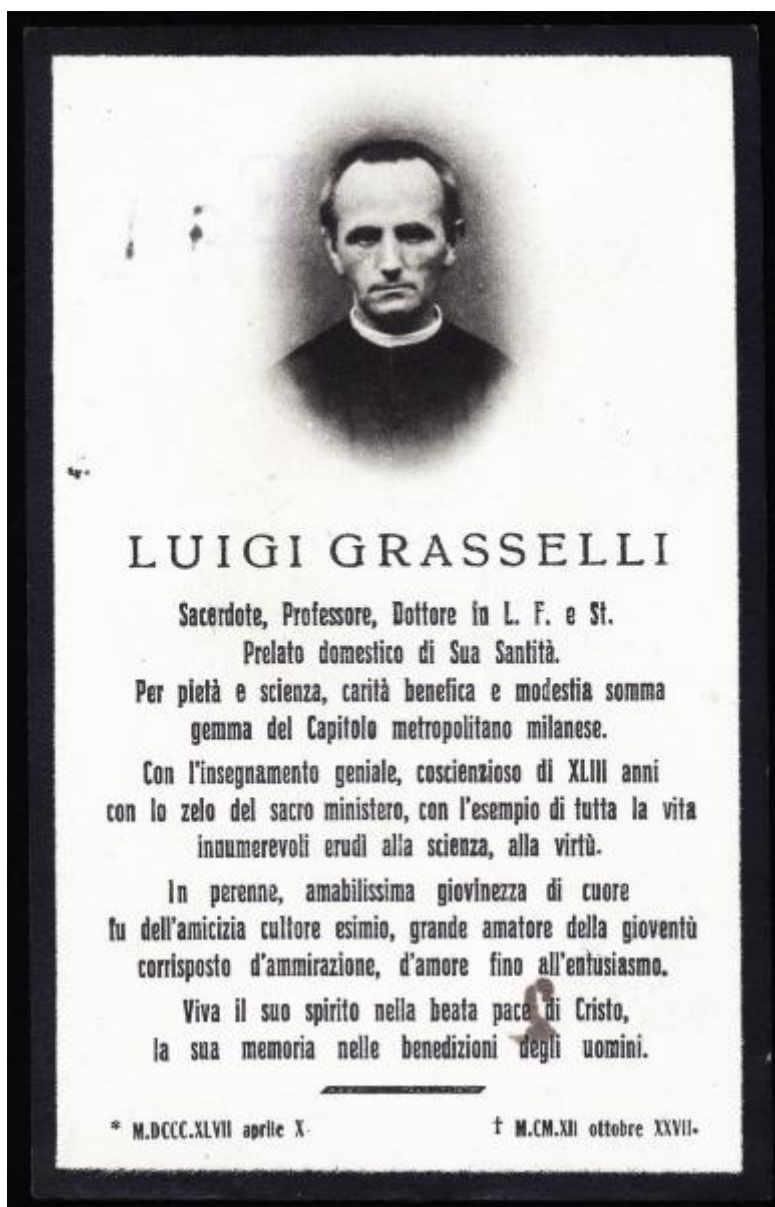 LUIGI GRASSELLI
Sacerdote, Professore, Dottore in L. F. e St.
Prelato domestico di Sua Santità.
Per pietà e scienza, carità benefica e modestia somma
gemma del Capitolo metropolitano milanese.
Con l'insegnamento geniale, coscienzioso di XLIII anni
con lo zelo del sacro ministero, con l'esempio di tutta la vita
innumerevoli erudì alla scienza, alla virtù.
In perenne, amabilissima giovinezza di cuore
fu dell'amicizia cultore esimio, grande amatore della gioventù
corrisposto d'ammirazione, d'amore fino all'entusiasmo.
Viva il suo spirito nella beata pace di Cristo,
la sua memoria nelle benedizioni degli uomini.
* M.DCCC.XLVII aprile X. † M.CM.XII ottobre XXVII.